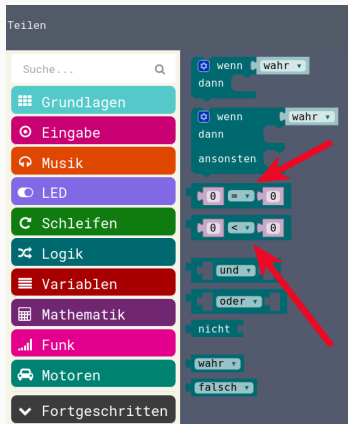 Teilen
Suche...
Grundlagen
Eingabe
Musik
LED
Schleifen
Logik
Variablen
Mathematik
Funk
Motoren
Fortgeschritten
wenn wahr
dann
wenn wahr
dann
ansonsten
0 = 0
0 < 0
und
oder
nicht
wahr
falsch